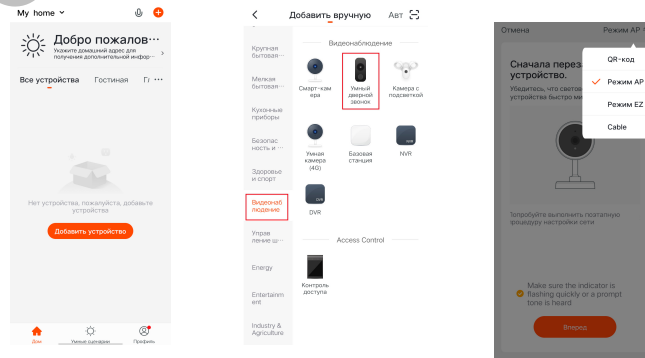 My home
Добро пожалов···
Укажите домашний адрес для
получения дополнительной инфор···
Все устройства Гостиная Гг ···
Нет устройства, пожалуйста, добавьте
устройства
Добавить устройство
Дом Умные сценарии Профиль
Добавить вручную Авт
Крупная
бытовая···
Мелкая
бытовая···
Кухонные
приборы
Безопас
ность и ···
Здоровье
и спорт
Видеонаб
людение
Управ
ление ш···
Energy
Entertainm
ent
Industry &
Agriculture
Видеонаблюдение
Смарт-кам
ера
Умный
дверной
звонок
Камера с
подсветкой
Умная
камера
(4G)
Базовая
станция
NVR
DVR
Access Control
Контроль
доступа
Отмена Режим AP
Сначала перез
устройство.
Убедитесь, что светов
устройства быстро ми
QR-код
Режим AP
Режим EZ
Cable
Попробуйте выполнить поэтапную
процедуру настройки сети
Make sure the indicator is
flashing quickly or a prompt
tone is heard
Вперед